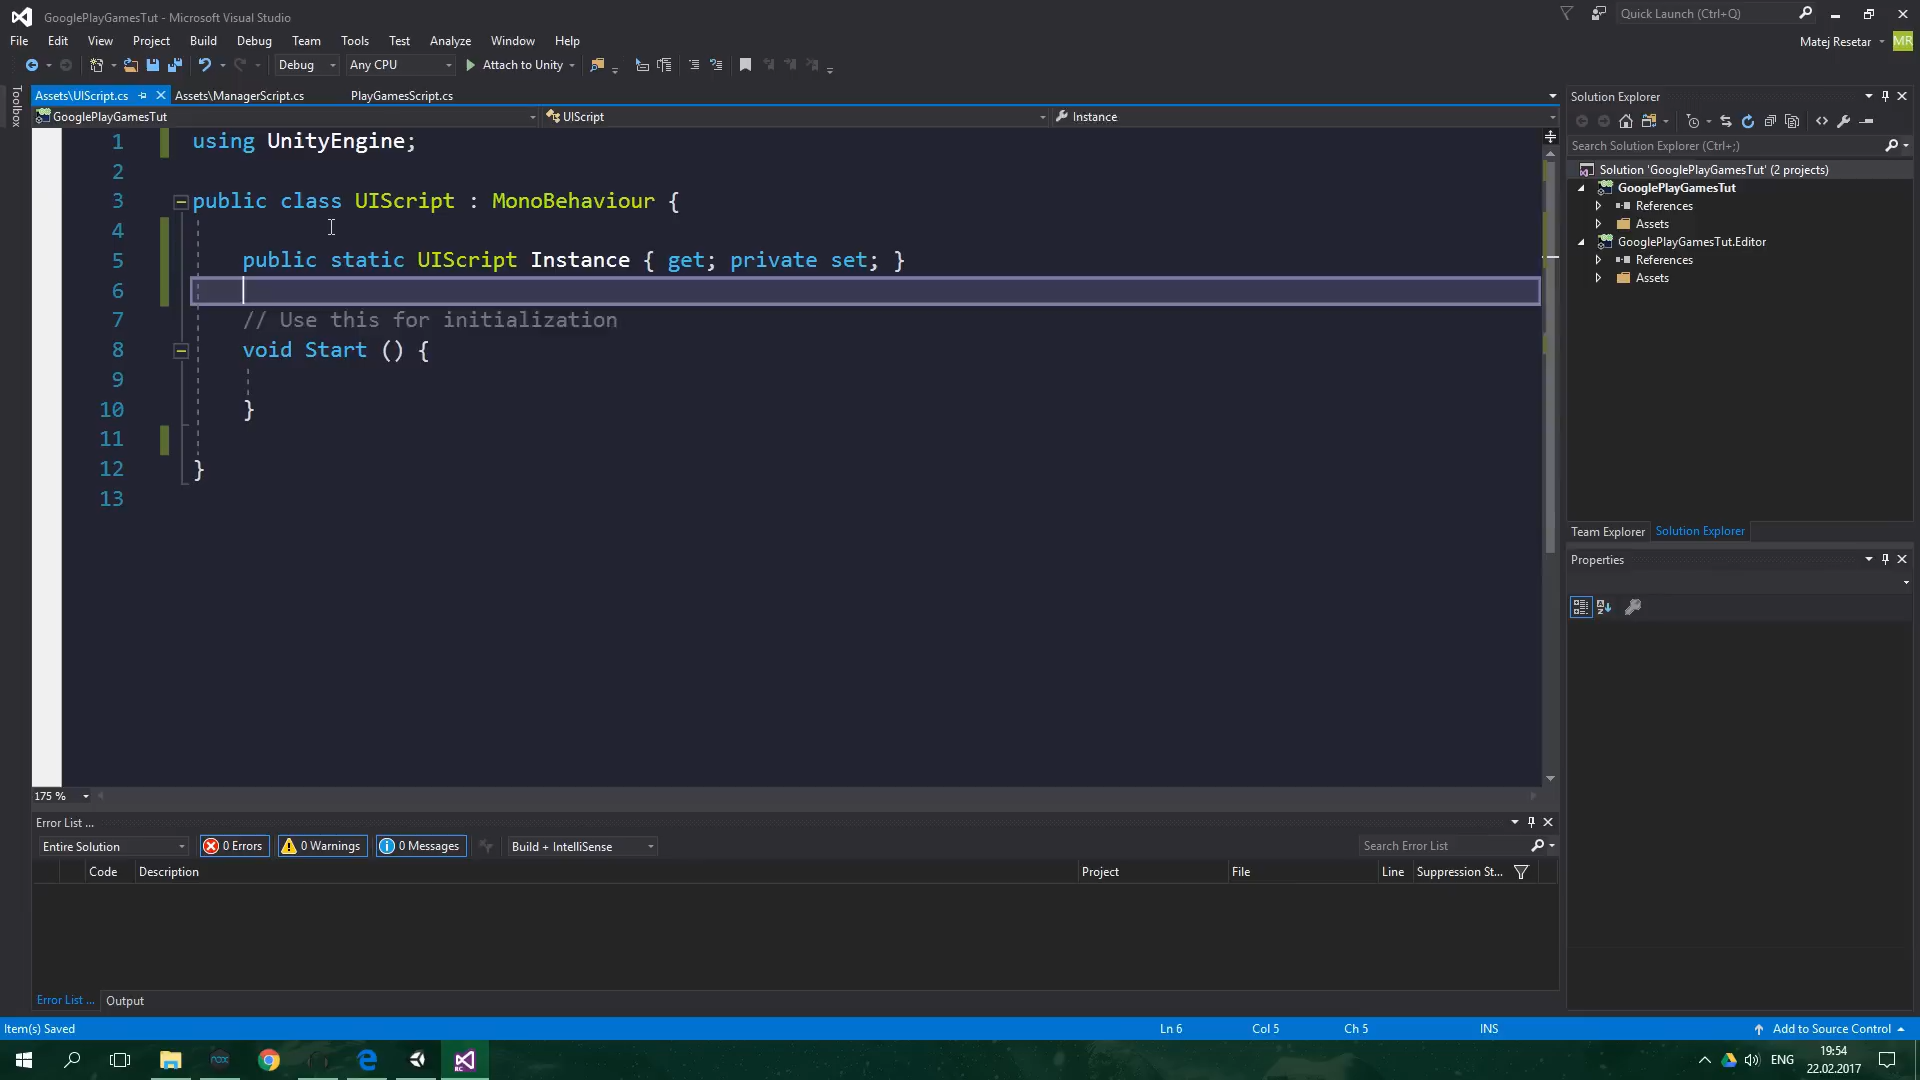 GooglePlayGamesTut - Microsoft Visual Studio
Quick Launch (Ctrl+Q)
File Edit View Project Build Debug Team Tools Test Analyze Window Help
Matej Resetar MR
Debug Any CPU Attach to Unity
Toolbox
Assets\UIScript.cs Assets\ManagerScript.cs PlayGamesScript.cs
GooglePlayGamesTut UIScript Instance
1 using UnityEngine;
2
3 public class UIScript : MonoBehaviour {
4
5 public static UIScript Instance { get; private set; }
6
7 // Use this for initialization
8 void Start () {
9
10 }
11
12 }
13
175 %
Solution Explorer
Search Solution Explorer (Ctrl+;)
Solution 'GooglePlayGamesTut' (2 projects)
GooglePlayGamesTut
References
Assets
GooglePlayGamesTut.Editor
References
Assets
Team Explorer Solution Explorer
Properties
Error List ...
Entire Solution 0 Errors 0 Warnings 0 Messages Build + IntelliSense Search Error List
Code Description Project File Line Suppression St...
Error List ... Output
Item(s) Saved Ln 6 Col 5 Ch 5 INS Add to Source Control
nox RC ENG 19:54
22.02.2017